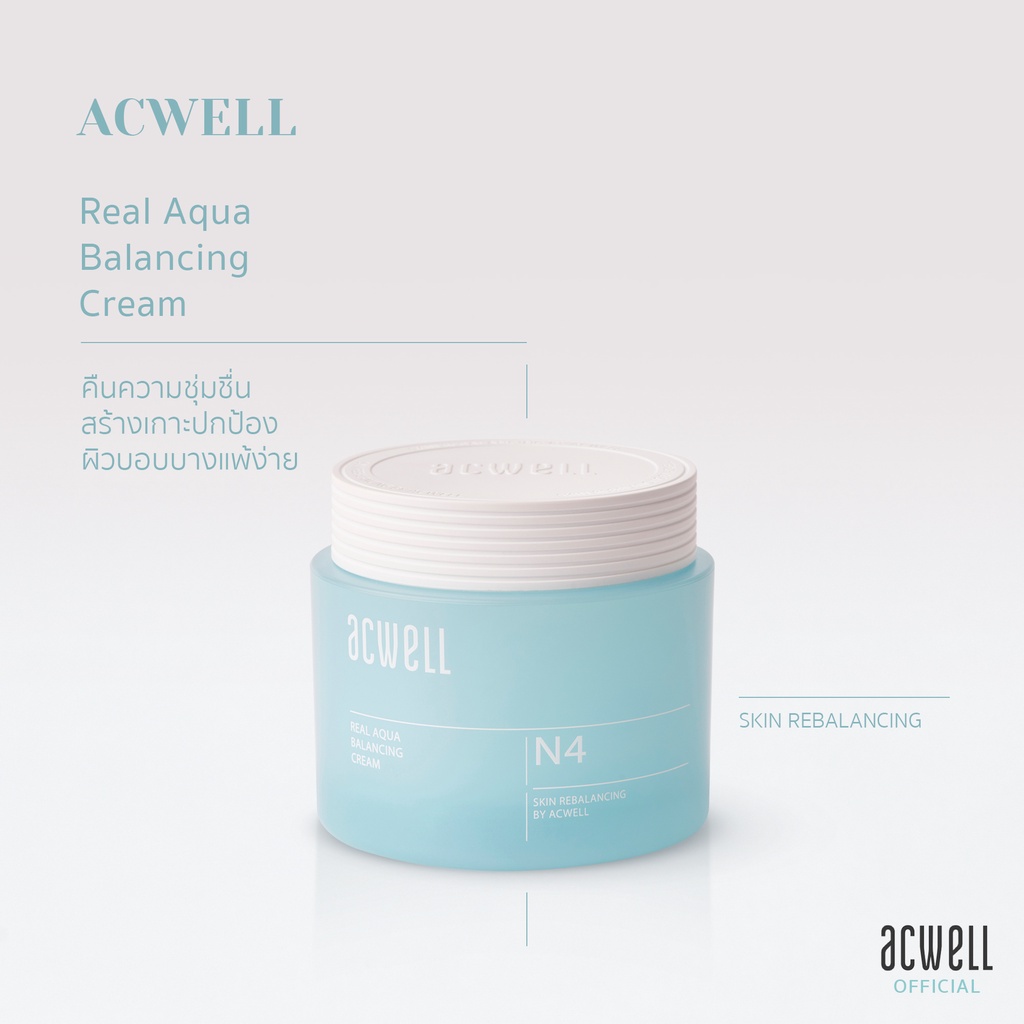 ACWELL
Real Aqua
Balancing
Cream
คืนความชุ่มชื่น
สร้างเกาะปกป้อง
ผิวบอบบางแพ้ง่าย
acwell
acwell
REAL AQUA
BALANCING
CREAM
N4
SKIN REBALANCING
BY ACWELL
SKIN REBALANCING
acwell
OFFICIAL